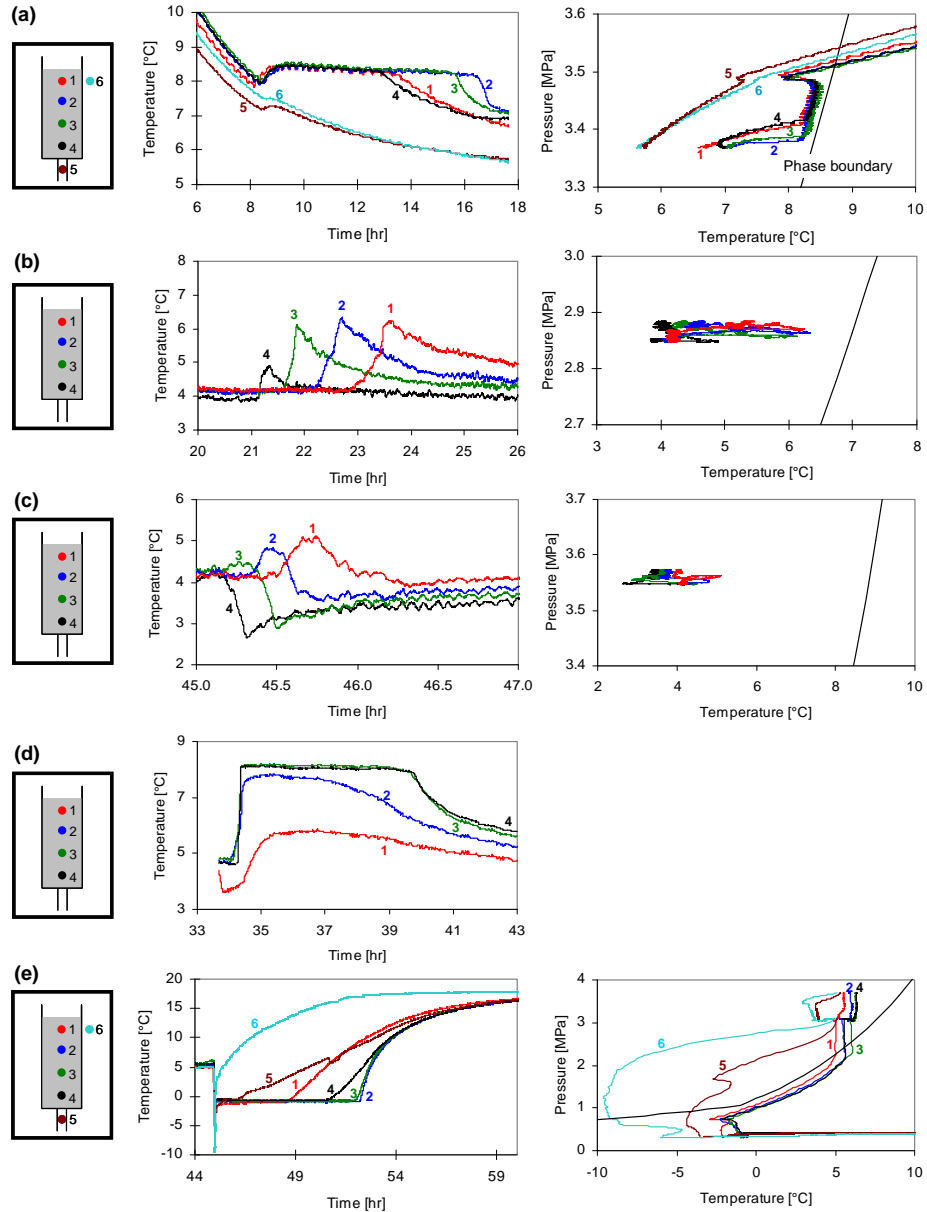 (a)
1 6
2
3
4
5
Temperature [°C]
10
9
8
7
6
5
6 8 10 12 14 16 18
Time [hr]
5 6 4 1 3 2
Pressure [MPa]
3.6
3.5
3.4
3.3
5 6 7 8 9 10
Temperature [°C]
5 6 4 3 1 2
Phase boundary
(b)
1
2
3
4
Temperature [°C]
8
7
6
5
4
3
20 21 22 23 24 25 26
Time [hr]
4 3 2 1
Pressure [MPa]
3.0
2.9
2.8
2.7
3 4 5 6 7 8
Temperature [°C]
(c)
1
2
3
4
Temperature [°C]
6
5
4
3
2
45.0 45.5 46.0 46.5 47.0
Time [hr]
4 3 2 1
Pressure [MPa]
3.7
3.6
3.5
3.4
2 4 6 8 10
Temperature [°C]
(d)
1
2
3
4
Temperature [°C]
9
7
5
3
33 35 37 39 41 43
Time [hr]
1 2 3 4
(e)
1 6
2
3
4
5
Temperature [°C]
20
15
10
5
0
-5
-10
44 49 54 59
Time [hr]
6 5 1 4 3 2
Pressure [MPa]
4
3
2
1
0
-10 -5 0 5 10
Temperature [°C]
6 5 1 2 4 3